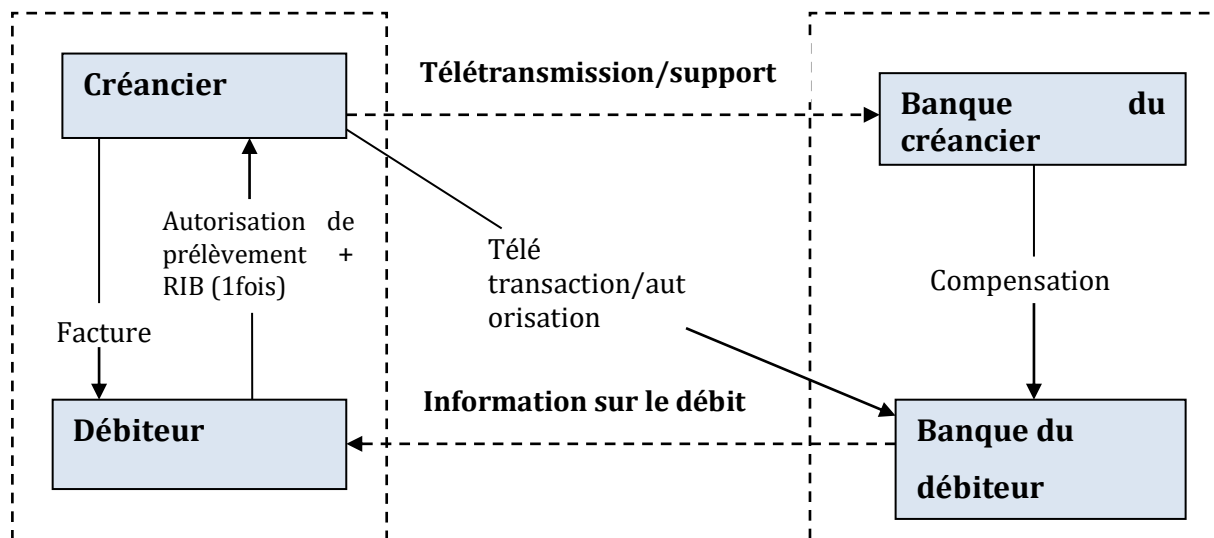 Créancier
Télétransmission/support
Banque du
créancier
Autorisation de
prélèvement +
RIB (1fois)
Télé
transaction/aut
orisation
Compensation
Facture
Information sur le débit
Débiteur
Banque du
débiteur